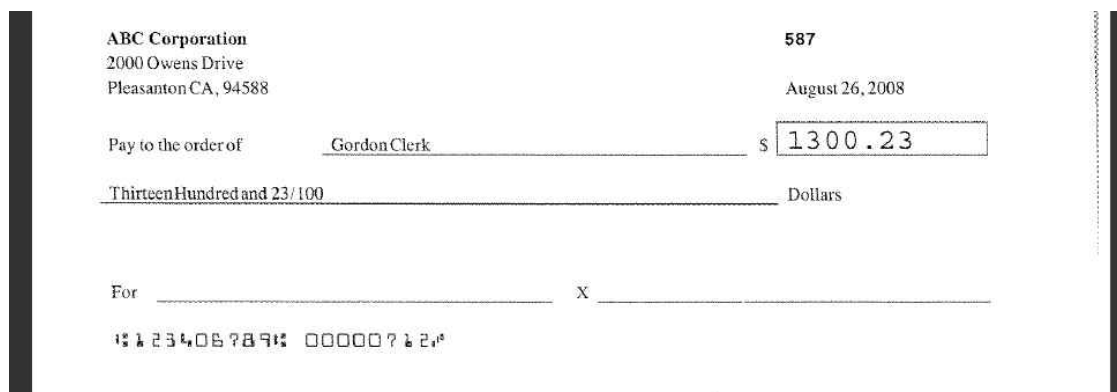 ABC Corporation
587
2000 Owens Drive
Pleasanton CA, 94588
August 26, 2008
Pay to the order of Gordon Clerk $ 1300.23
Thirteen Hundred and 23/100 Dollars
For X
⑆123406789⑆ 00000712⑈